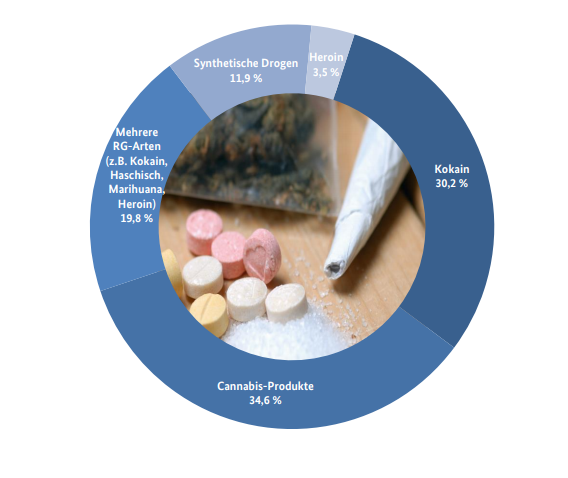 Heroin
3,5 %
Synthetische Drogen
11,9 %
Kokain
30,2 %
Mehrere
RG-Arten
(z.B. Kokain,
Haschisch,
Marihuana,
Heroin)
19,8 %
Cannabis-Produkte
34,6 %